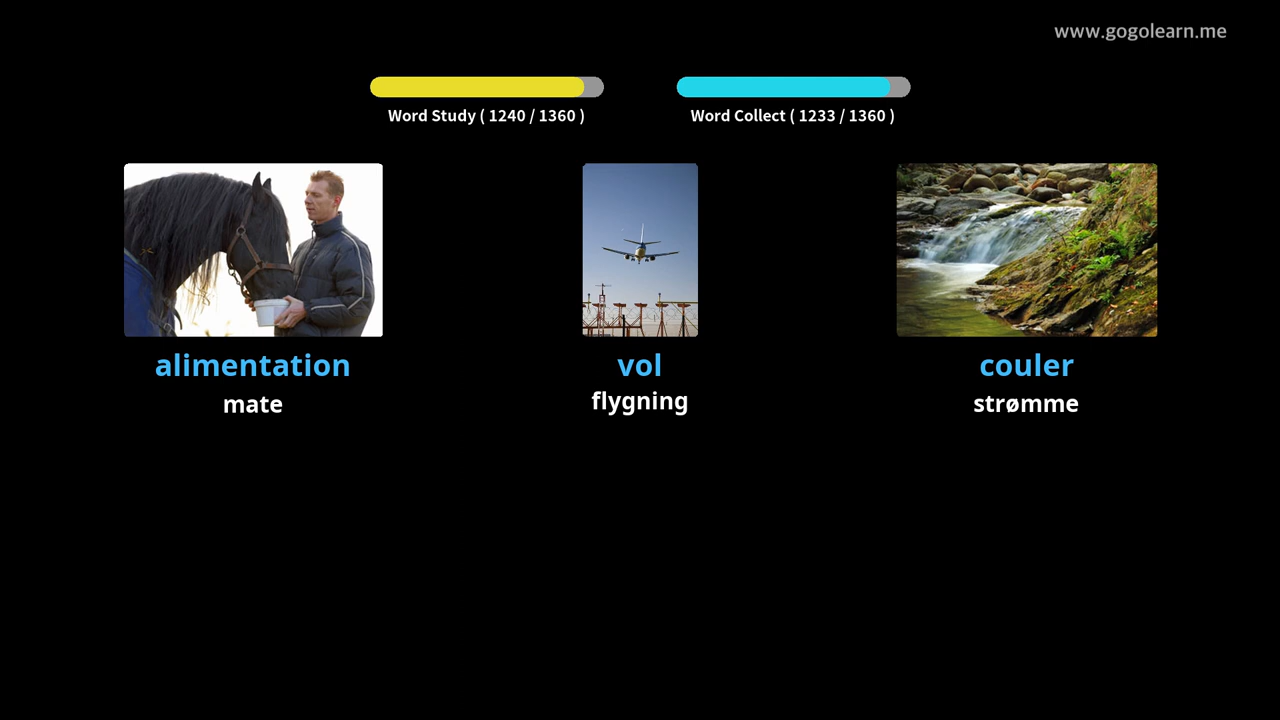 www.gogolearn.me
Word Study ( 1240 / 1360 )
Word Collect ( 1233 / 1360 )
alimentation
mate
vol
flygning
couler
strømme